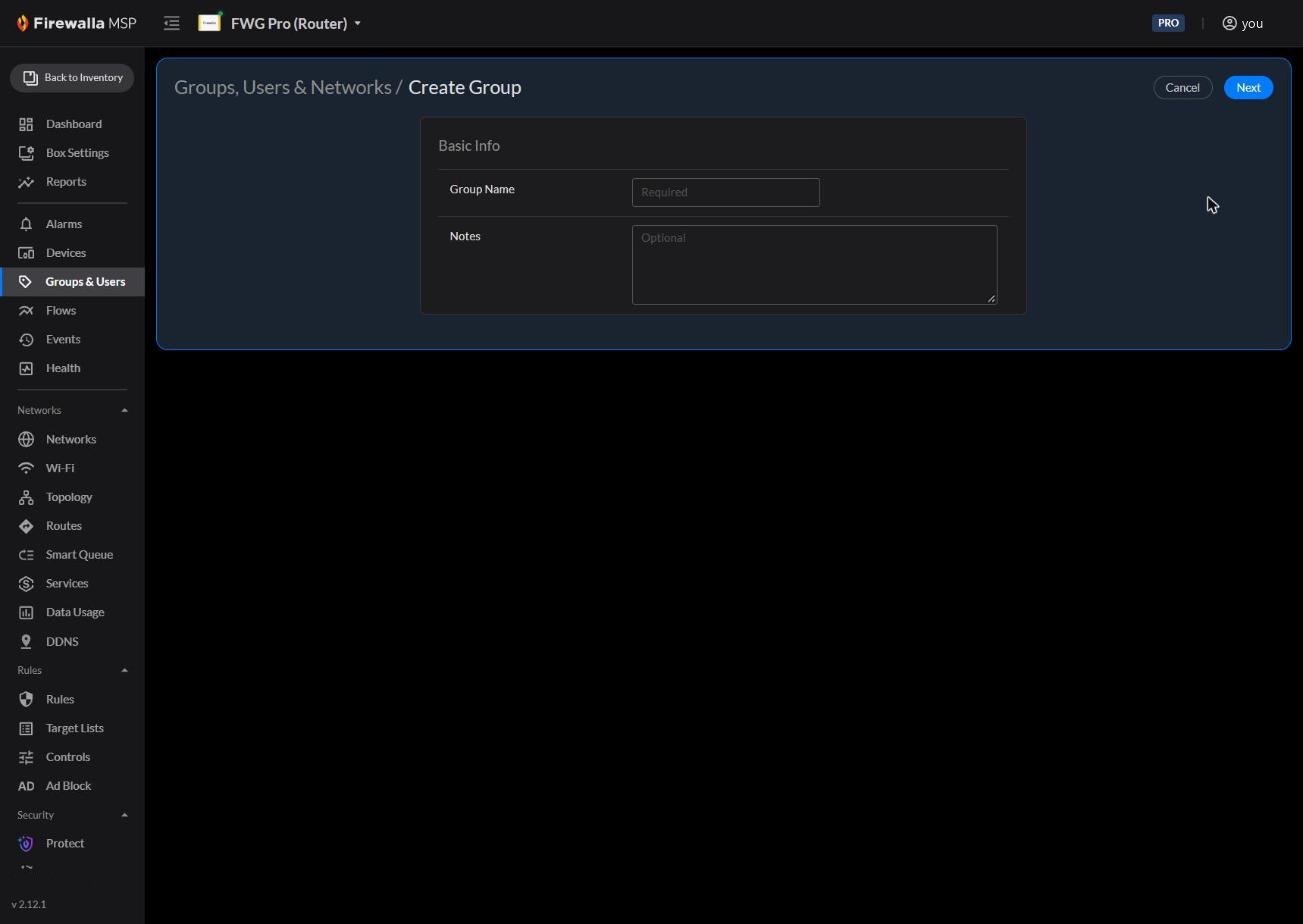 Firewalla MSP
FWG Pro (Router)
PRO
you
Back to Inventory
Dashboard
Box Settings
Reports
Alarms
Devices
Groups & Users
Flows
Events
Health
Networks
Networks
Wi-Fi
Topology
Routes
Smart Queue
Services
Data Usage
DDNS
Rules
Rules
Target Lists
Controls
AD Ad Block
Security
Protect
v 2.12.1
Groups, Users & Networks / Create Group
Cancel
Next
Basic Info
Group Name
Required
Notes
Optional